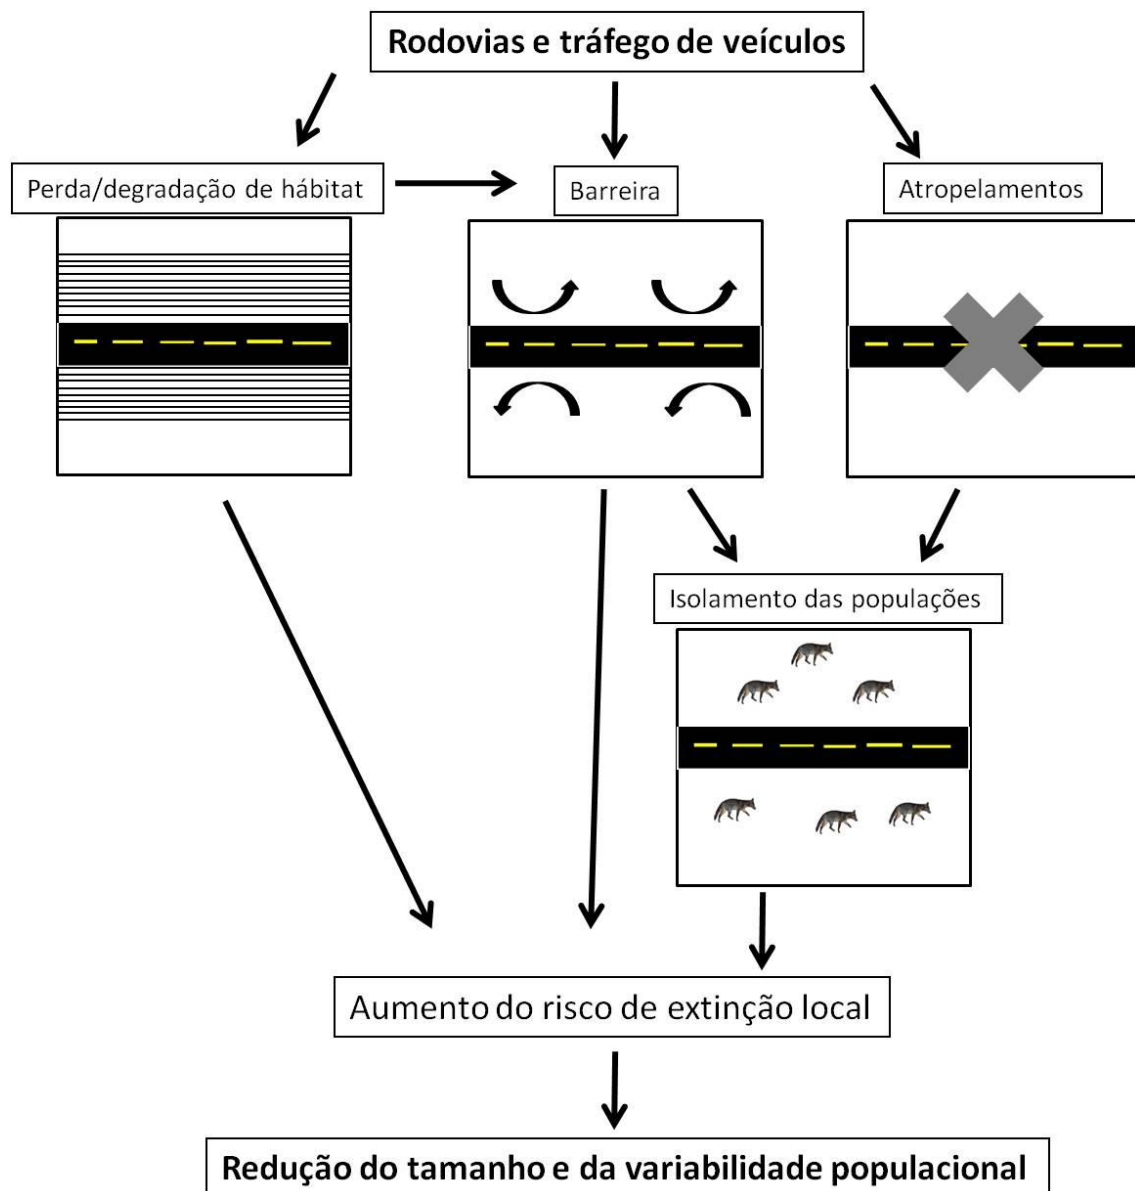 Rodovias e tráfego de veículos
Perda/degradação de hábitat
Barreira
Atropelamentos
Isolamento das populações
Aumento do risco de extinção local
Redução do tamanho e da variabilidade populacional